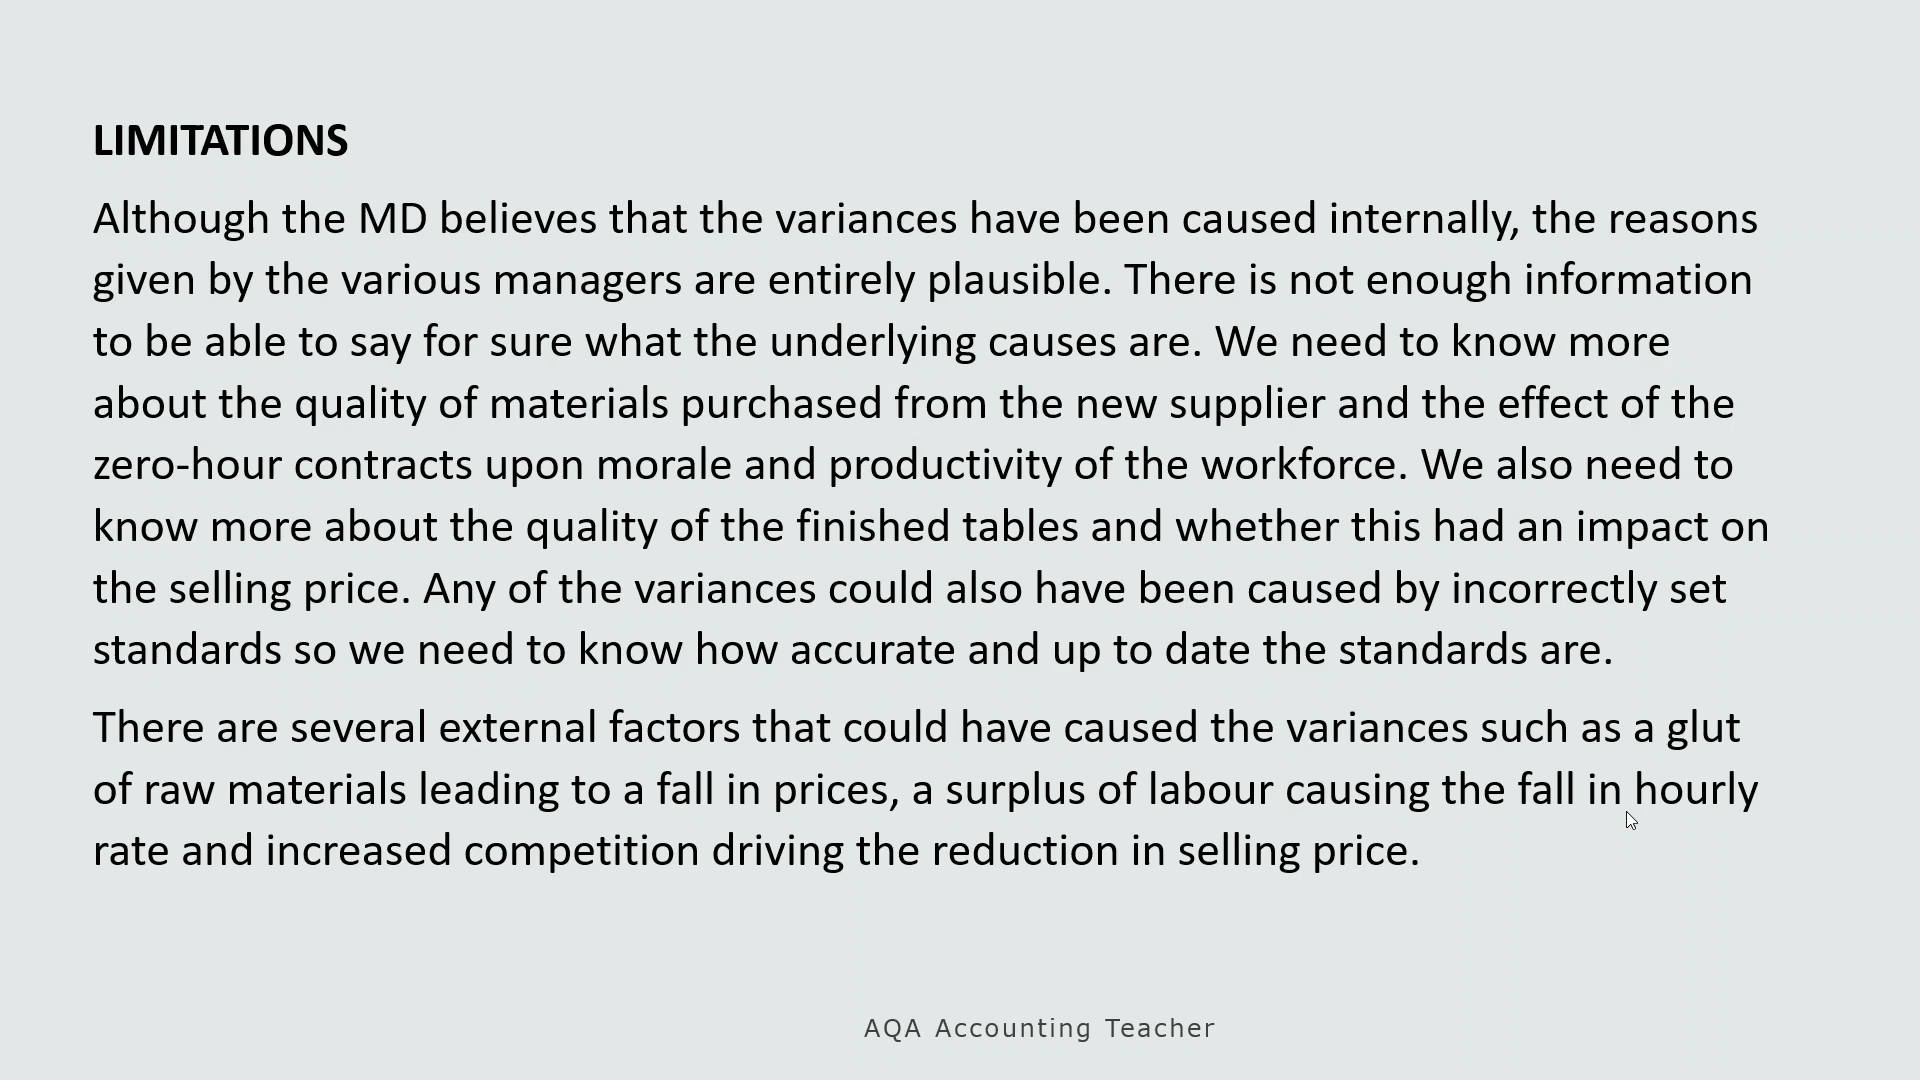 LIMITATIONS
Although the MD believes that the variances have been caused internally, the reasons
given by the various managers are entirely plausible. There is not enough information
to be able to say for sure what the underlying causes are. We need to know more
about the quality of materials purchased from the new supplier and the effect of the
zero-hour contracts upon morale and productivity of the workforce. We also need to
know more about the quality of the finished tables and whether this had an impact on
the selling price. Any of the variances could also have been caused by incorrectly set
standards so we need to know how accurate and up to date the standards are.
There are several external factors that could have caused the variances such as a glut
of raw materials leading to a fall in prices, a surplus of labour causing the fall in hourly
rate and increased competition driving the reduction in selling price.
AQA Accounting Teacher